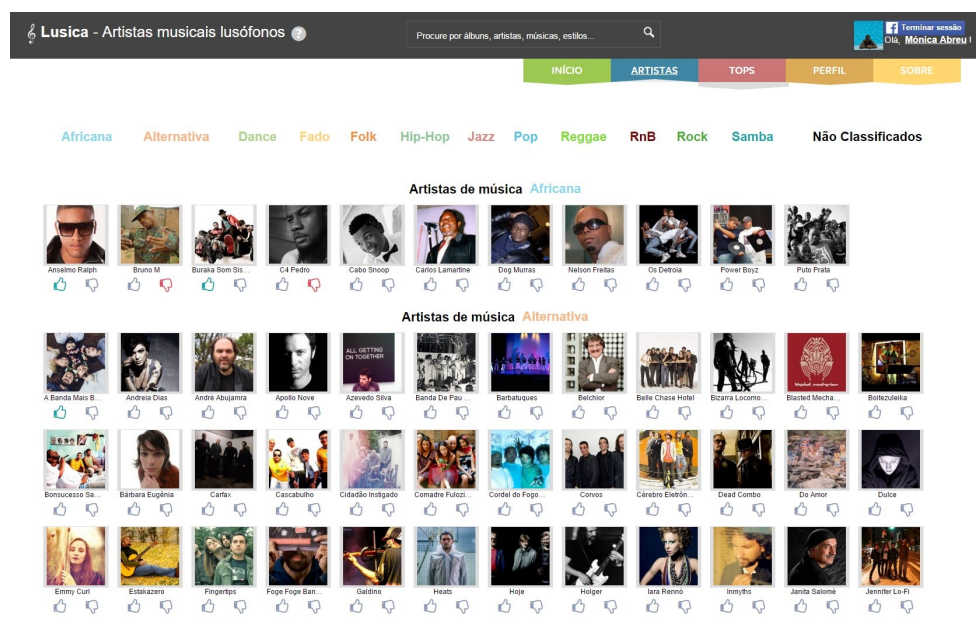 Lusica - Artistas musicais lusófonos ?
Procure por álbuns, artistas, músicas, estilos...
f Terminar sessão
Olá, Mónica Abreu !
INÍCIO ARTISTAS TOPS PERFIL SOBRE
Africana Alternativa Dance Fado Folk Hip-Hop Jazz Pop Reggae RnB Rock Samba Não Classificados
Artistas de música Africana
Anselmo Ralph Bruno M Buraka Som Sis... C4 Pedro Cabo Snoop Carlos Lamartine Dog Murras Nelson Freitas Os Detroia Power Boyz Puto Prata
Artistas de música Alternativa
ALL GETTING
ON TOGETHER
A Banda Mais B... Andreia Dias André Abujamra Apollo Nove Azevedo Silva Banda De Pau ... Barbatuques Belchior Belle Chase Hotel Bizarra Locomo... Blasted Mecha... Boitezuleika
Bonsucesso Sa... Bárbara Eugênia Carfax Cascabulho Cidadão Instigado Comadre Fulozi... Cordel do Fogo... Corvos Cérebro Eletrôn... Dead Combo Do Amor Dulce
Emmy Curl Estakazero Fingertips Foge Foge Ban... Galdino Heats Hoje Holger Iara Rennó Inmyths Janita Salomé Jennifer Lo-Fi